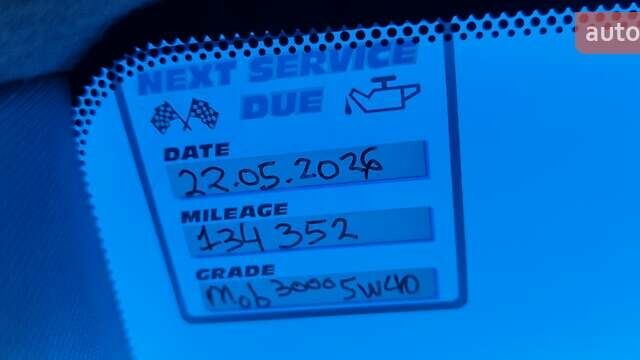 auto
NEXT SERVICE
DUE
DATE
22.05.2026
MILEAGE
134 352
GRADE
Mob 3000 5W40